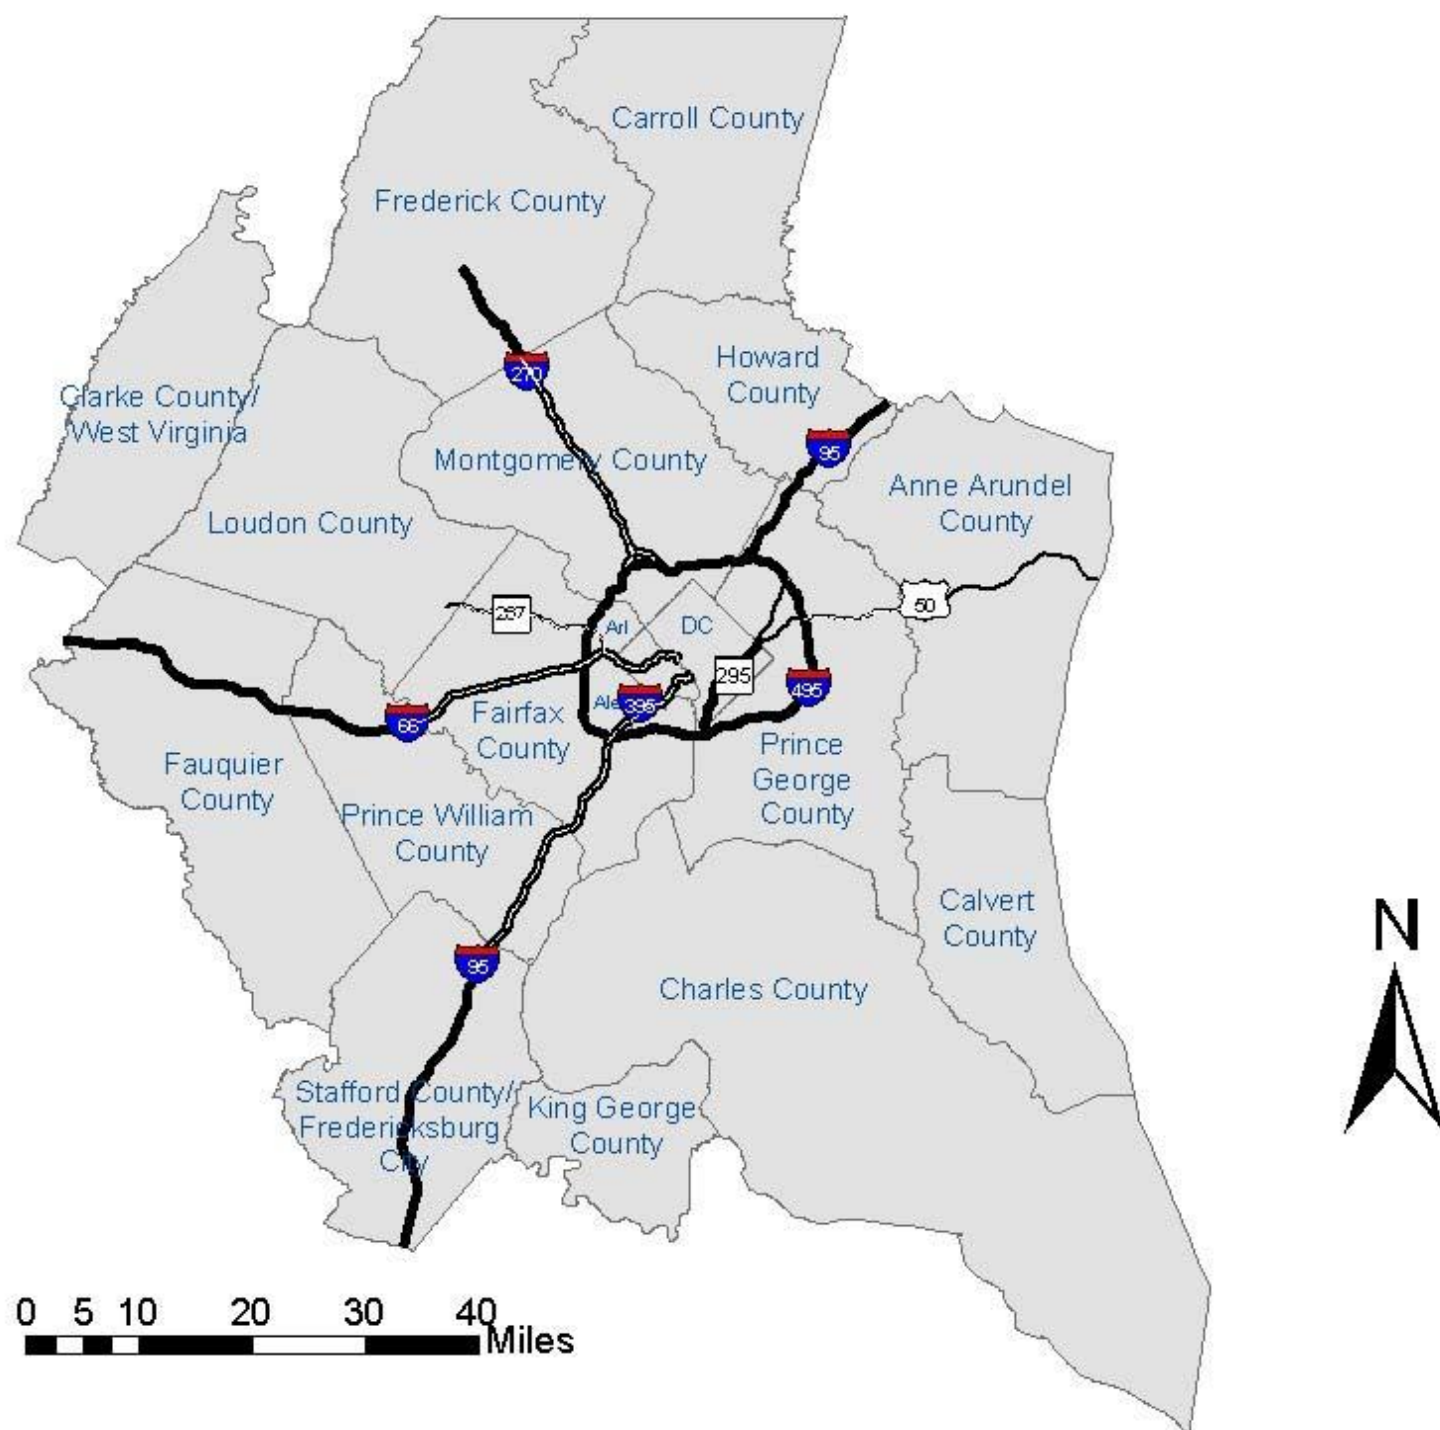 Carroll County
Frederick County
270
Howard
County
Clarke County/
West Virginia
95
Montgomery County
Anne Arundel
County
Loudon County
267
50
Arl
DC
295
495
395
66
Fairfax
County
Prince
George
County
Fauquier
County
Prince William
County
Calvert
County
N
95
Charles County
Stafford County/
Fredericksburg
City
King George
County
0 5 10 20 30 40
Miles